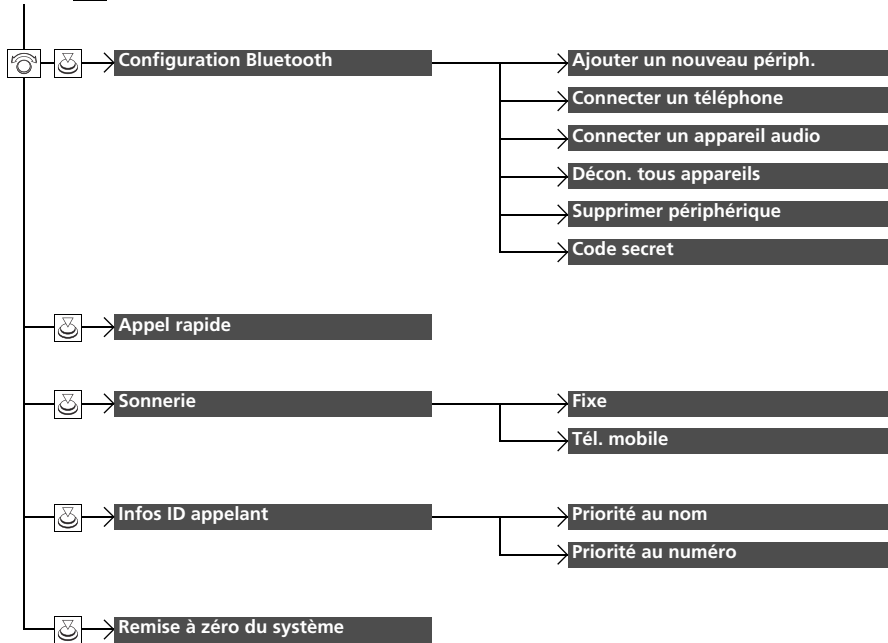 Configuration Bluetooth
Ajouter un nouveau périph.
Connecter un téléphone
Connecter un appareil audio
Décon. tous appareils
Supprimer périphérique
Code secret
Appel rapide
Sonnerie
Fixe
Tél. mobile
Infos ID appelant
Priorité au nom
Priorité au numéro
Remise à zéro du système